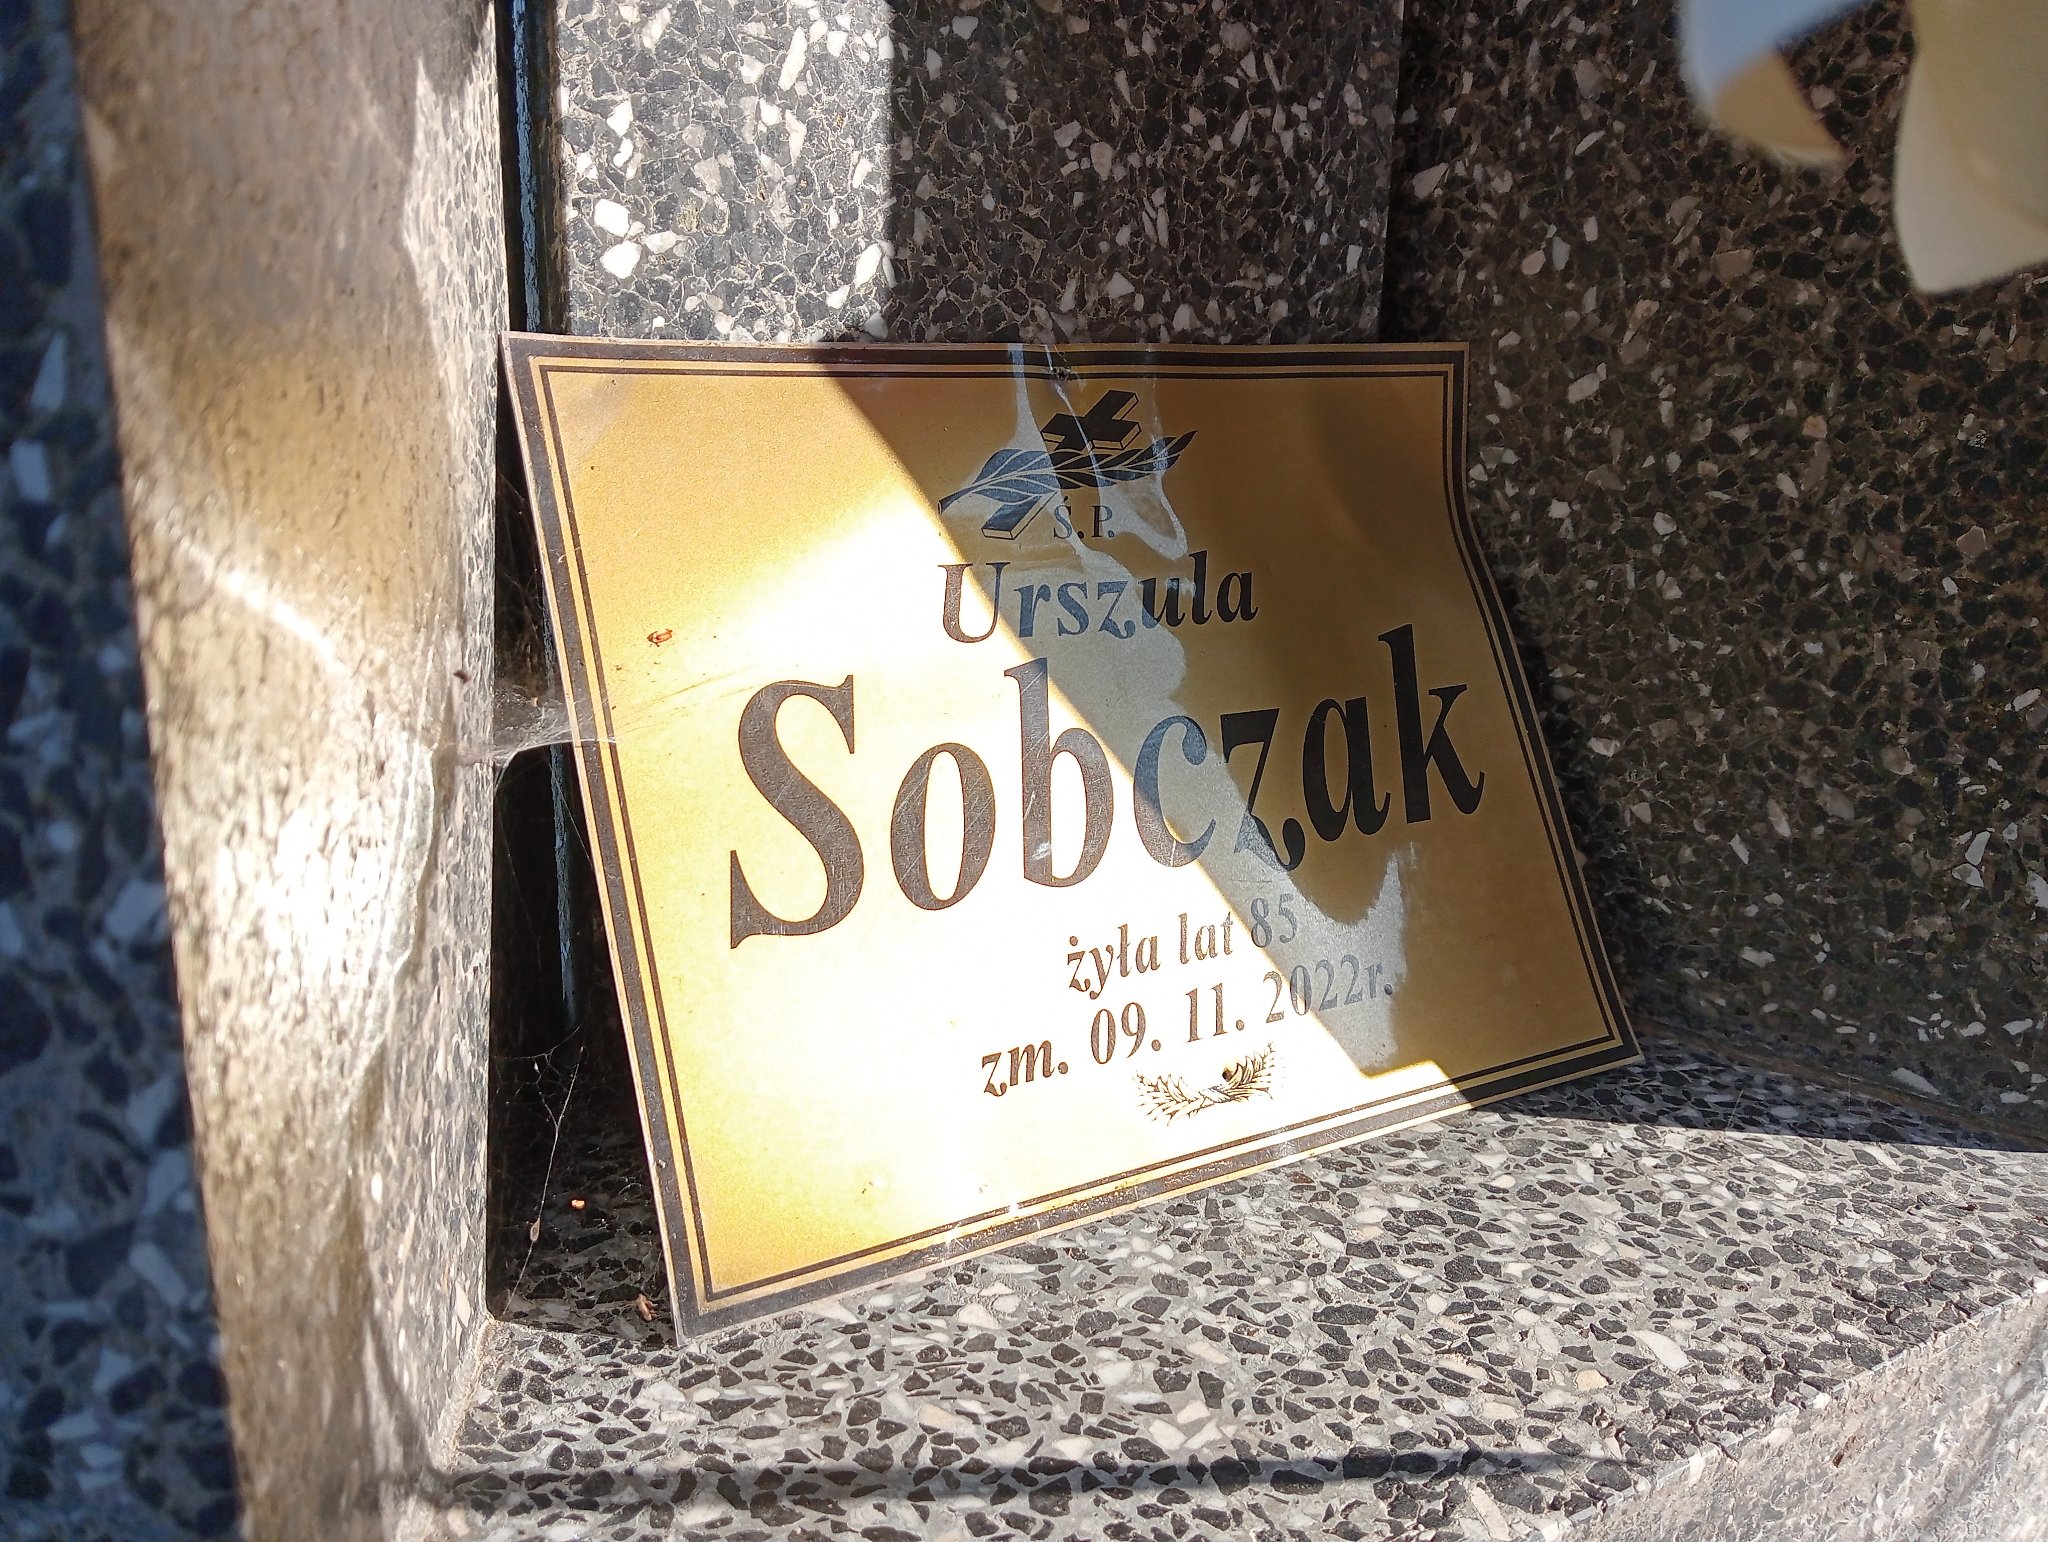 Ś.P.
Urszula
Sobczak
żyła lat 85
zm. 09. 11. 2022r.